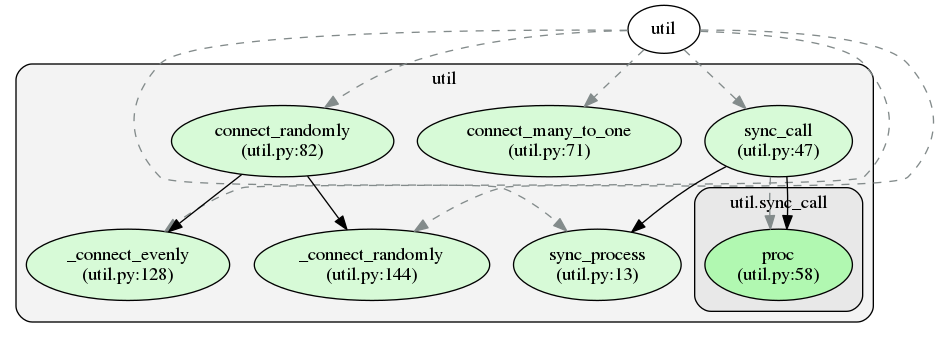 util
util
connect_randomly
(util.py:82)
connect_many_to_one
(util.py:71)
sync_call
(util.py:47)
util.sync_call
_connect_evenly
(util.py:128)
_connect_randomly
(util.py:144)
sync_process
(util.py:13)
proc
(util.py:58)